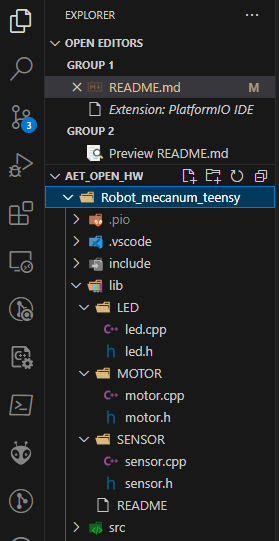 EXPLORER
OPEN EDITORS
GROUP 1
README.md M
Extension: PlatformIO IDE
GROUP 2
Preview README.md
3
AET_OPEN_HW
Robot_mecanum_teensy
.pio
.vscode
include
lib
LED
led.cpp
led.h
MOTOR
motor.cpp
motor.h
SENSOR
sensor.cpp
sensor.h
README
src